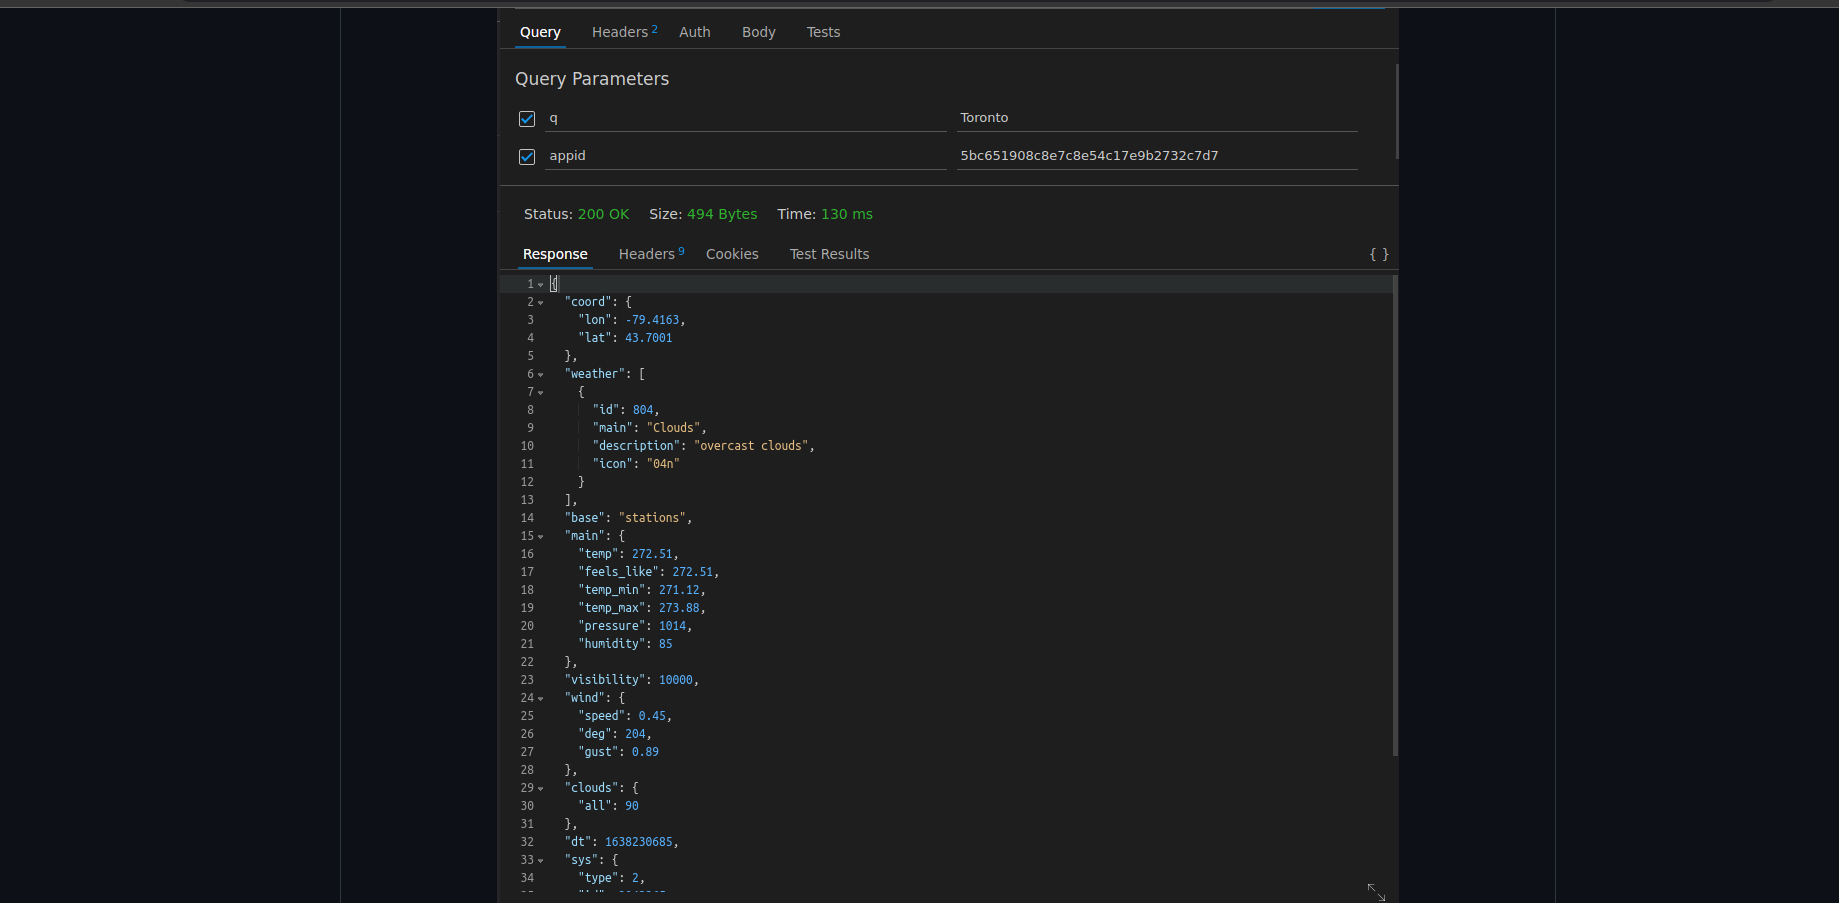 Query Headers 2 Auth Body Tests
Query Parameters
q Toronto
appid 5bc651908c8e7c8e54c17e9b2732c7d7
Status: 200 OK Size: 494 Bytes Time: 130 ms
Response Headers 9 Cookies Test Results { }
1 {
2 "coord": {
3 "lon": -79.4163,
4 "lat": 43.7001
5 },
6 "weather": [
7 {
8 "id": 804,
9 "main": "Clouds",
10 "description": "overcast clouds",
11 "icon": "04n"
12 }
13 ],
14 "base": "stations",
15 "main": {
16 "temp": 272.51,
17 "feels_like": 272.51,
18 "temp_min": 271.12,
19 "temp_max": 273.88,
20 "pressure": 1014,
21 "humidity": 85
22 },
23 "visibility": 10000,
24 "wind": {
25 "speed": 0.45,
26 "deg": 204,
27 "gust": 0.89
28 },
29 "clouds": {
30 "all": 90
31 },
32 "dt": 1638230685,
33 "sys": {
34 "type": 2,